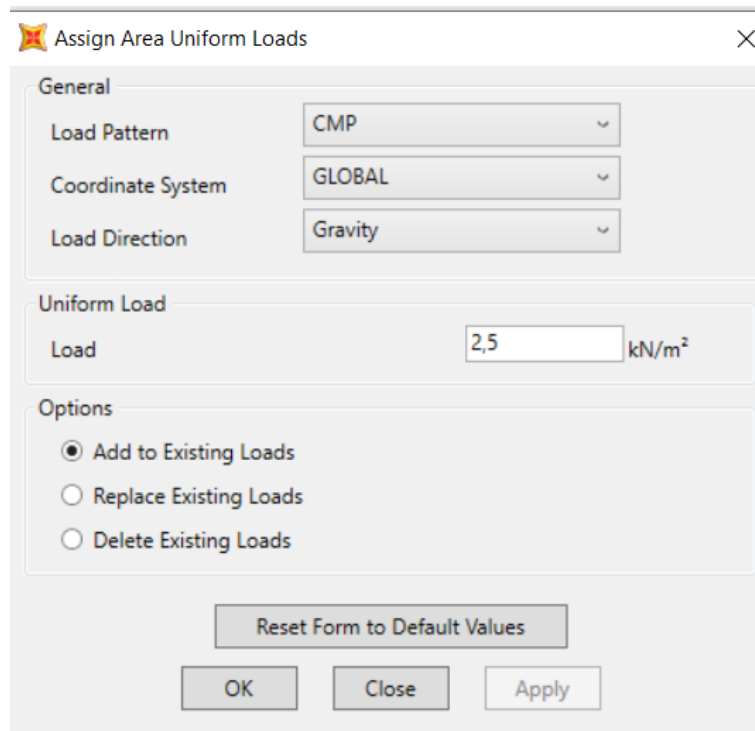 Assign Area Uniform Loads
General
Load Pattern CMP
Coordinate System GLOBAL
Load Direction Gravity
Uniform Load
Load 2,5 kN/m²
Options
Add to Existing Loads
Replace Existing Loads
Delete Existing Loads
Reset Form to Default Values
OK Close Apply